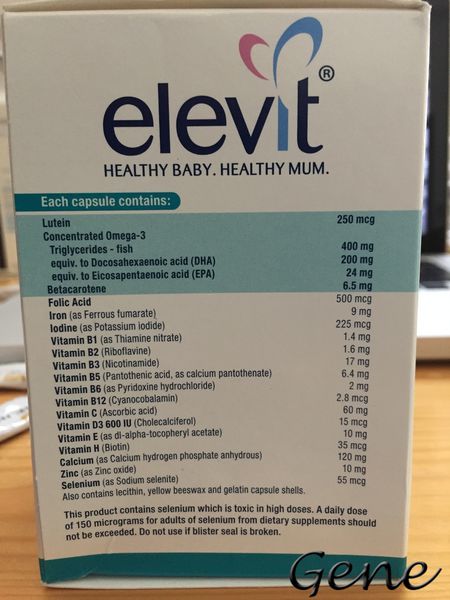 elevit®
HEALTHY BABY. HEALTHY MUM.
Each capsule contains:
Lutein 250 mcg
Concentrated Omega-3
Triglycerides - fish 400 mg
equiv. to Docosahexaenoic acid (DHA) 200 mg
equiv. to Eicosapentaenoic acid (EPA) 24 mg
Betacarotene 6.5 mg
Folic Acid 500 mcg
Iron (as Ferrous fumarate) 9 mg
Iodine (as Potassium iodide) 225 mcg
Vitamin B1 (as Thiamine nitrate) 1.4 mg
Vitamin B2 (Riboflavine) 1.6 mg
Vitamin B3 (Nicotinamide) 17 mg
Vitamin B5 (Pantothenic acid, as calcium pantothenate) 6.4 mg
Vitamin B6 (as Pyridoxine hydrochloride) 2 mg
Vitamin B12 (Cyanocobalamin) 2.8 mcg
Vitamin C (Ascorbic acid) 60 mg
Vitamin D3 600 IU (Cholecalciferol) 15 mcg
Vitamin E (as dl-alpha-tocopheryl acetate) 10 mg
Vitamin H (Biotin) 35 mcg
Calcium (as Calcium hydrogen phosphate anhydrous) 120 mg
Zinc (as Zinc oxide) 10 mg
Selenium (as Sodium selenite) 55 mcg
Also contains lecithin, yellow beeswax and gelatin capsule shells.
This product contains selenium which is toxic in high doses. A daily dose
of 150 micrograms for adults of selenium from dietary supplements should
not be exceeded. Do not use if blister seal is broken.
Gene